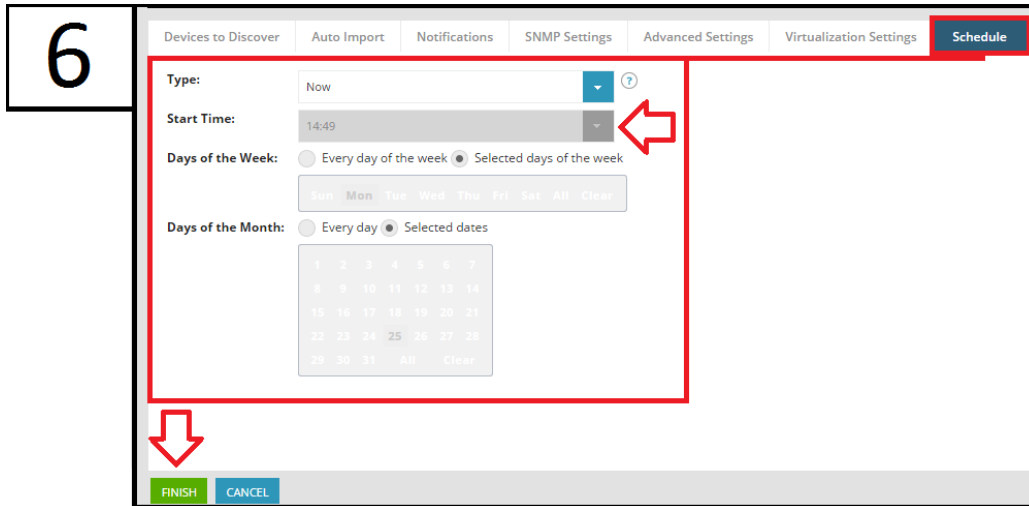 6
Devices to Discover Auto Import Notifications SNMP Settings Advanced Settings Virtualization Settings Schedule
Type: Now ?
Start Time: 14:49
Days of the Week: Every day of the week Selected days of the week
Sun Mon Tue Wed Thu Fri Sat All Clear
Days of the Month: Every day Selected dates
1 2 3 4 5 6 7
8 9 10 11 12 13 14
15 16 17 18 19 20 21
22 23 24 25 26 27 28
29 30 31 All Clear
FINISH CANCEL